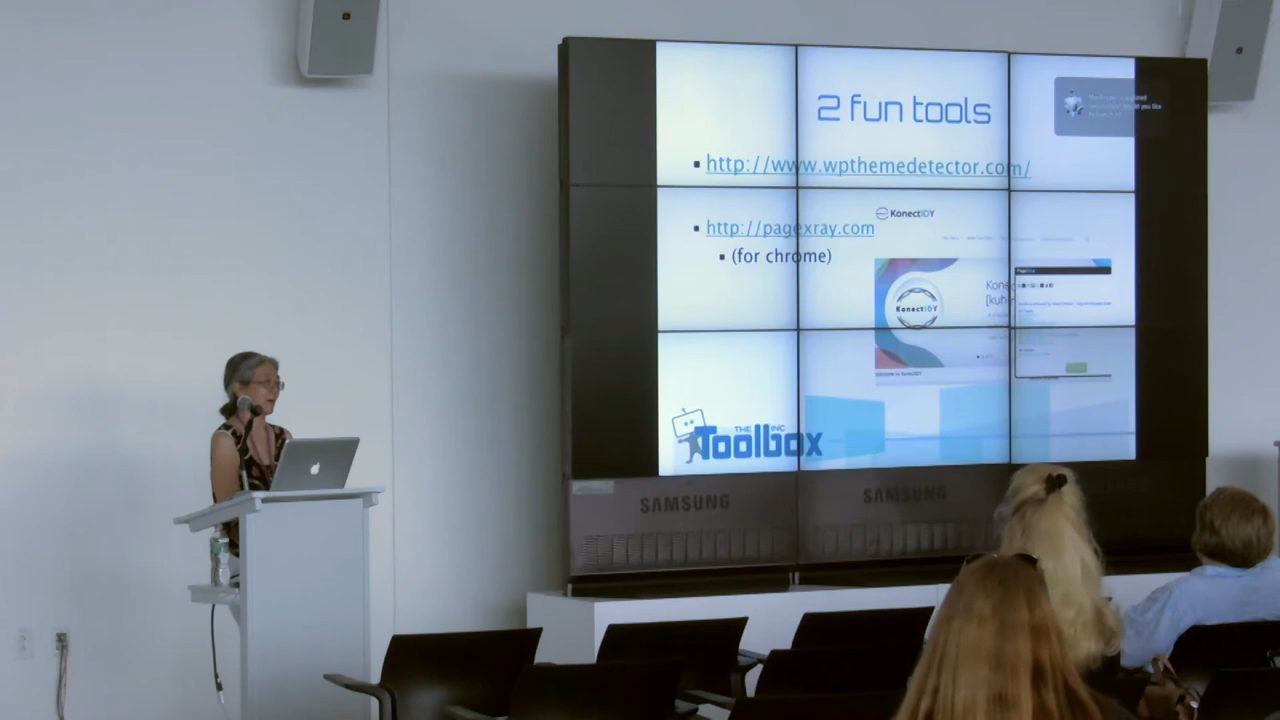 2 fun tools
▪ http://www.wpthemedetector.com/
▪ http://pagexray.com
▪ (for chrome)
KonectIDY
KonectIDY
THE INC
Toolbox
SAMSUNG
SAMSUNG